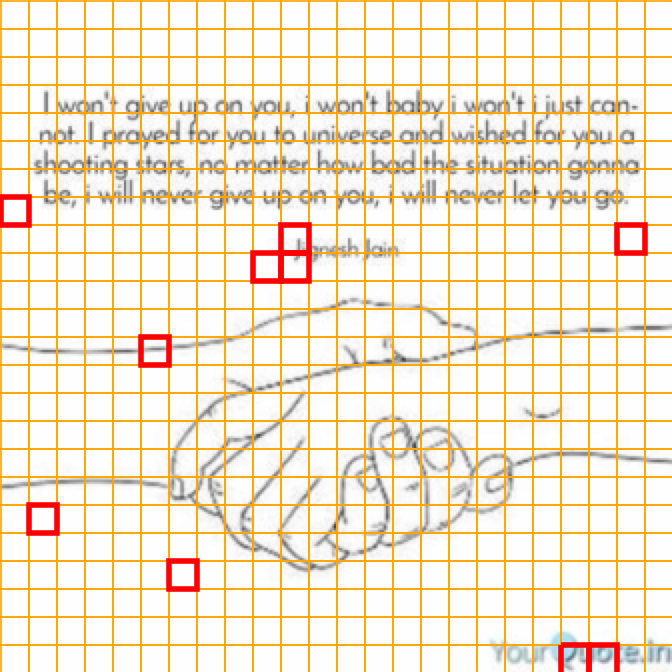 I won't give up on you, i won't baby i won't i just can-
not. I prayed for you to universe and wished for you a
shooting stars, no matter how bad the situation gonna
be, i will never give up on you, i will never let you go.
Jignesh Jain
YourQuote.in